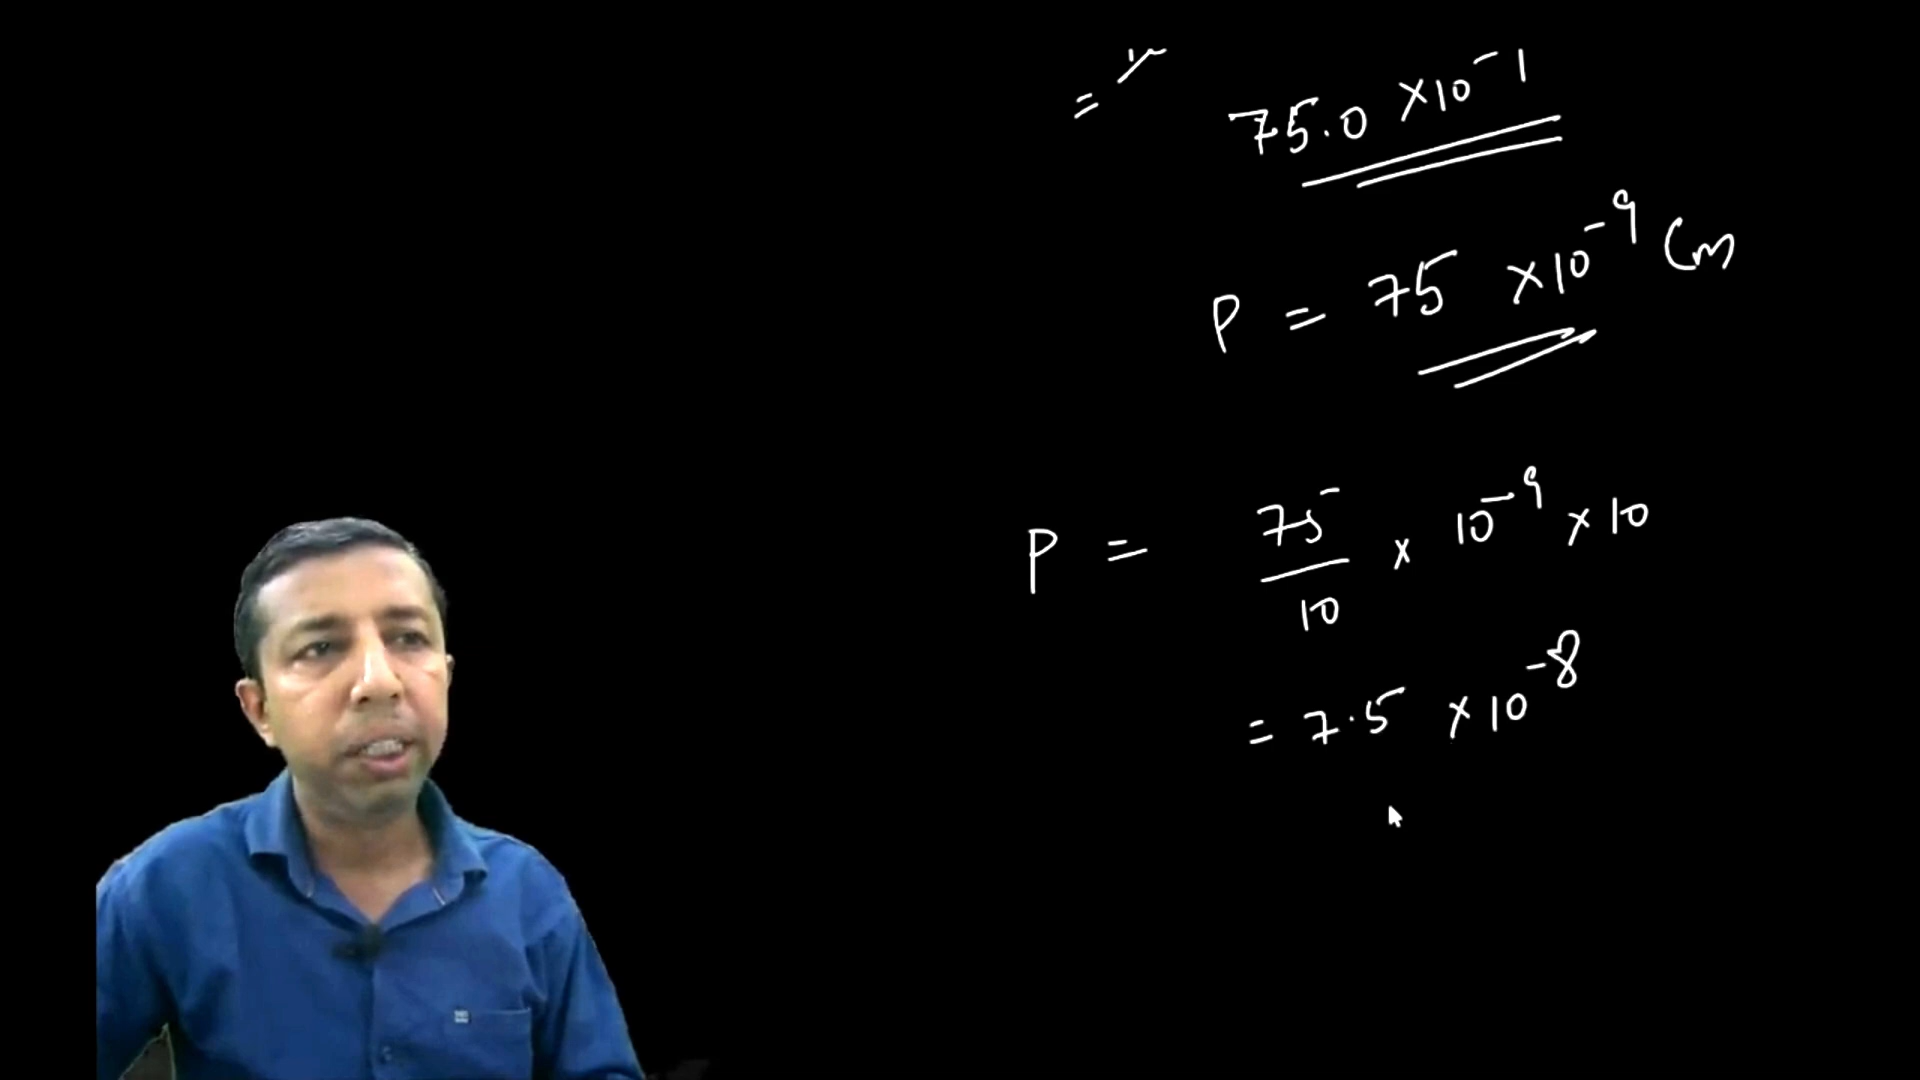 =
75.0 ×10⁻¹
P = 75 ×10⁻⁹ Cm
P = 75/10 × 10⁻⁹ × 10
= 7.5 ×10⁻⁸